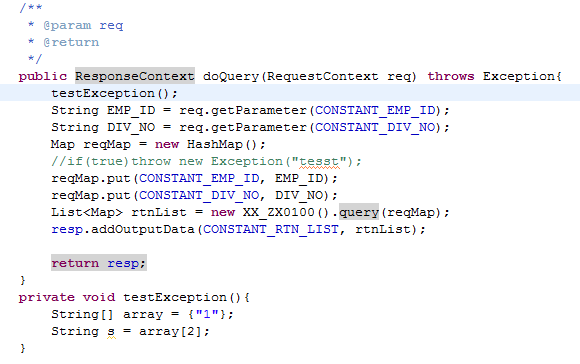 /**
 * @param req
 * @return
 */
public ResponseContext doQuery(RequestContext req) throws Exception{
    testException();
    String EMP_ID = req.getParameter(CONSTANT_EMP_ID);
    String DIV_NO = req.getParameter(CONSTANT_DIV_NO);
    Map reqMap = new HashMap();
    //if(true)throw new Exception("tesst");
    reqMap.put(CONSTANT_EMP_ID, EMP_ID);
    reqMap.put(CONSTANT_DIV_NO, DIV_NO);
    List<Map> rtnList = new XX_ZX0100().query(reqMap);
    resp.addOutputData(CONSTANT_RTN_LIST, rtnList);
    return resp;
}
private void testException(){
    String[] array = {"1"};
    String s = array[2];
}